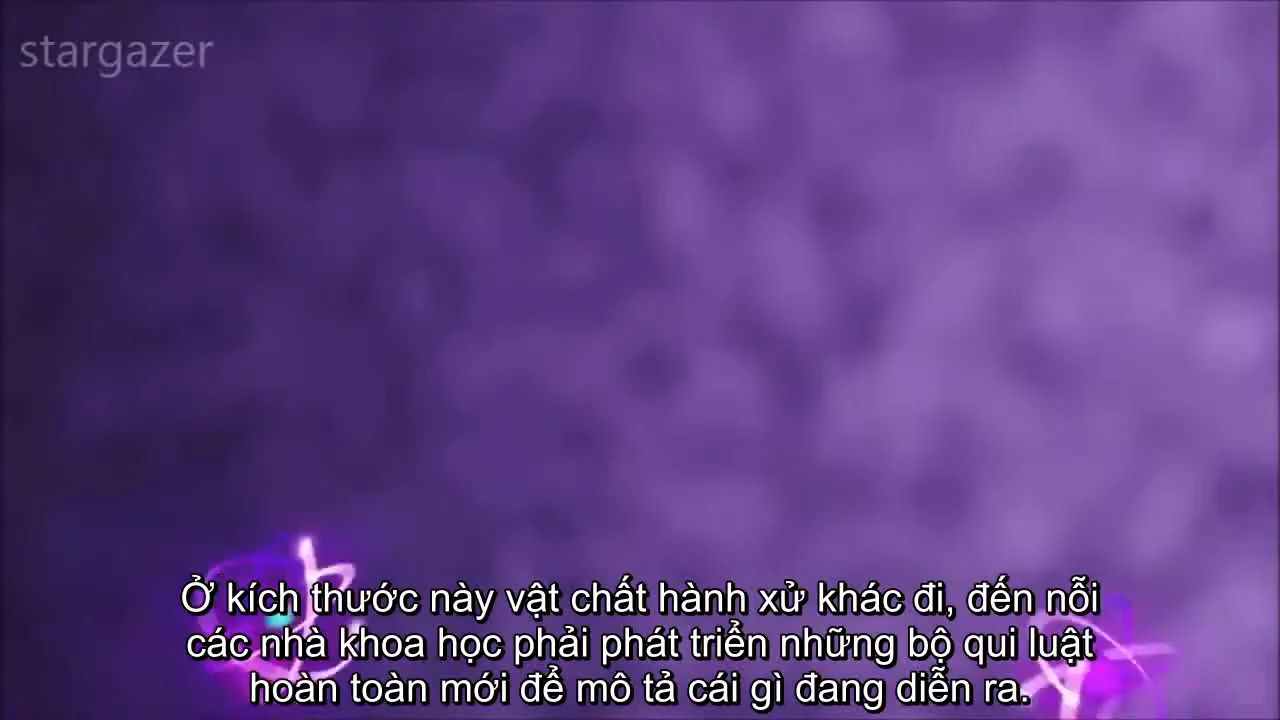 stargazer
Ở kích thước này vật chất hành xử khác đi, đến nỗi
các nhà khoa học phải phát triển những bộ qui luật
hoàn toàn mới để mô tả cái gì đang diễn ra.